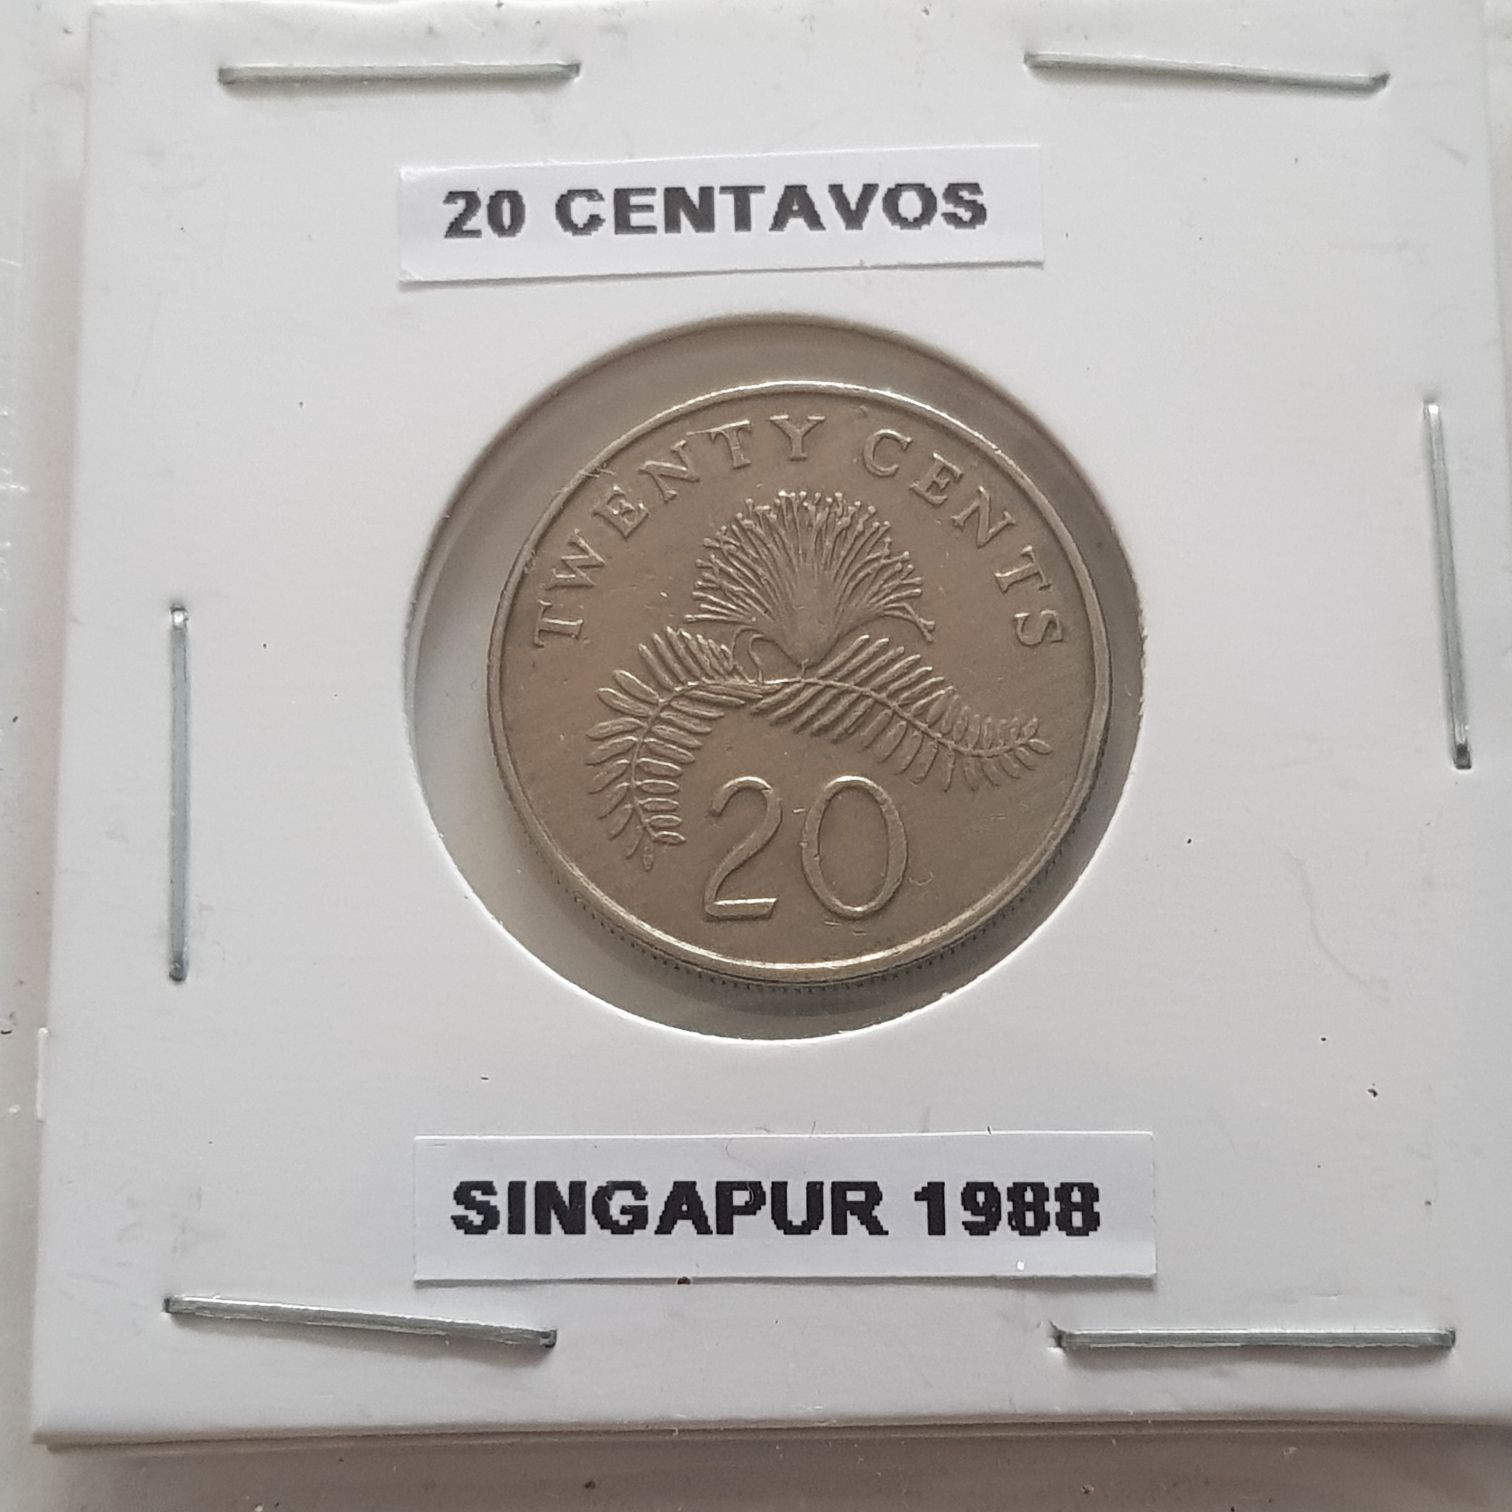 20 CENTAVOS
TWENTY CENTS
20
SINGAPUR 1988